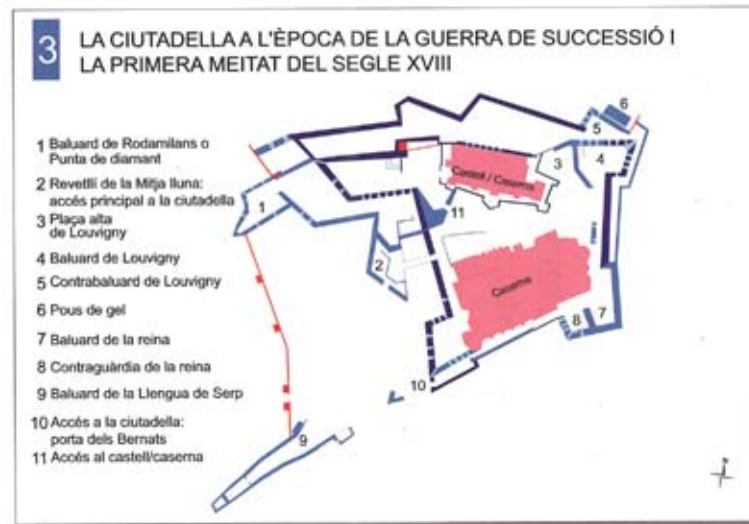 3
LA CIUTADELLA A L'ÈPOCA DE LA GUERRA DE SUCCESSIÓ I
LA PRIMERA MEITAT DEL SEGLE XVIII
1 Baluard de Rodamilans o
Punta de diamant
2 Revetlli de la Mitja lluna:
accés principal a la ciutadella
3 Plaça alta
de Louvigny
4 Baluard de Louvigny
5 Contrabaluard de Louvigny
6 Pous de gel
7 Baluard de la reina
8 Contraguàrdia de la reina
9 Baluard de la Llengua de Serp
10 Accés a la ciutadella:
porta dels Bernats
11 Accés al castell/caserna
6
5
3
4
Castell / Caserna
1
11
2
Caserna
8
7
10
9